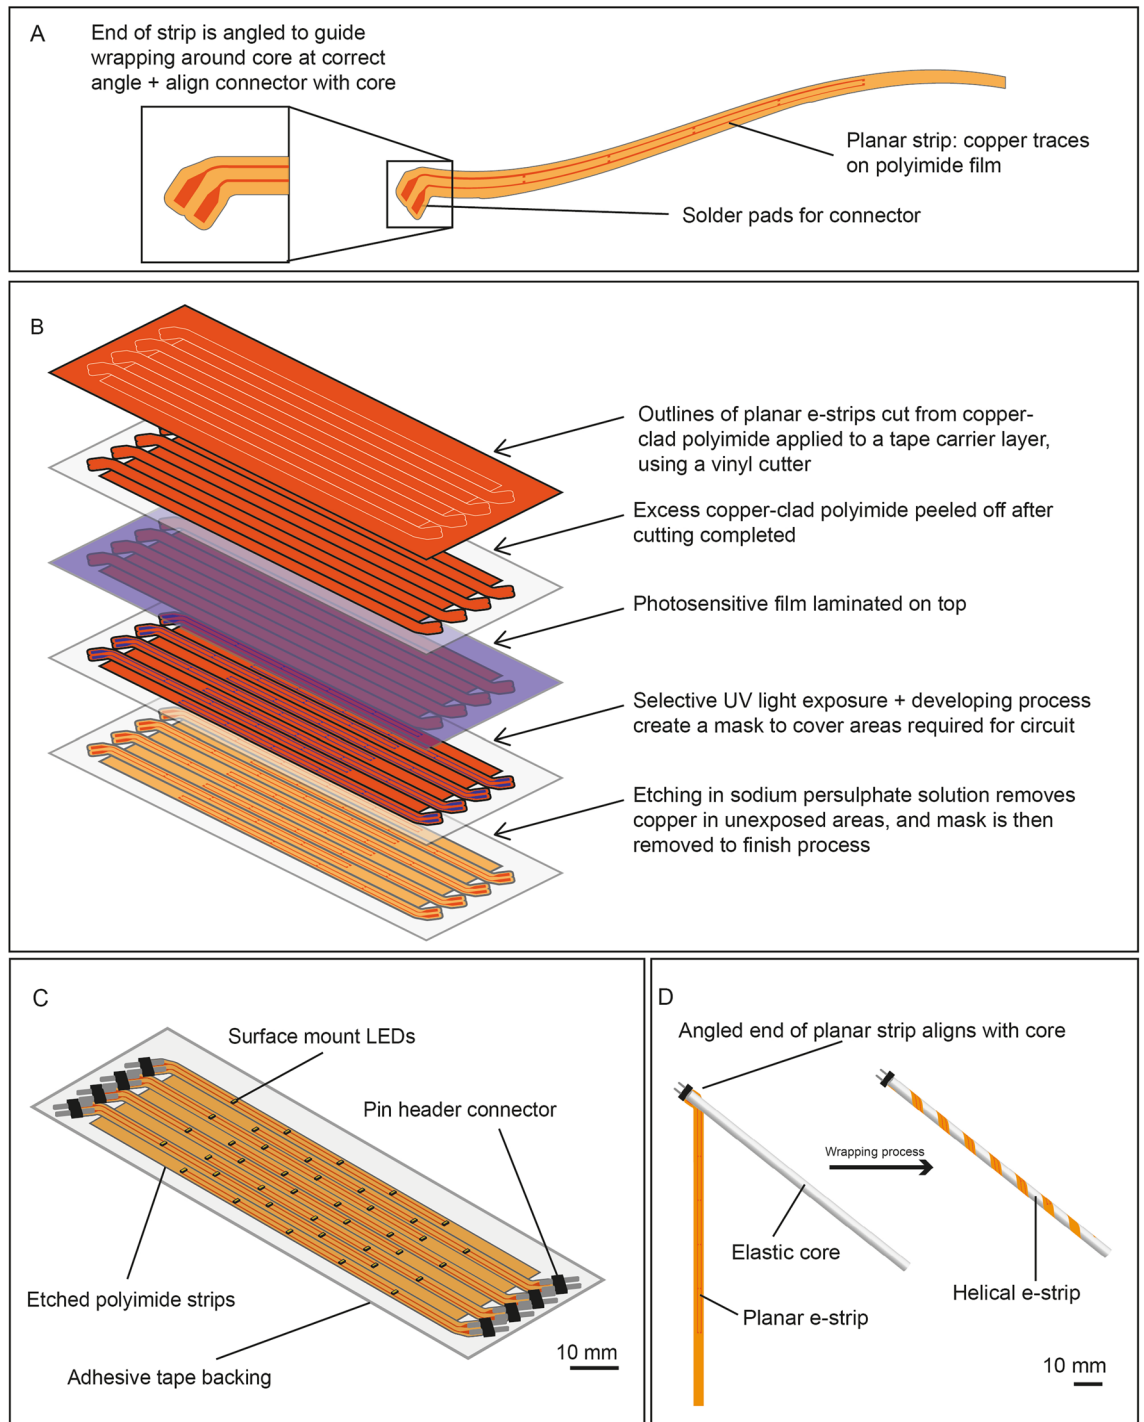 A
End of strip is angled to guide
wrapping around core at correct
angle + align connector with core
Planar strip: copper traces
on polyimide film
Solder pads for connector
B
Outlines of planar e-strips cut from copper-
clad polyimide applied to a tape carrier layer,
using a vinyl cutter
Excess copper-clad polyimide peeled off after
cutting completed
Photosensitive film laminated on top
Selective UV light exposure + developing process
create a mask to cover areas required for circuit
Etching in sodium persulphate solution removes
copper in unexposed areas, and mask is then
removed to finish process
C
Surface mount LEDs
Pin header connector
Etched polyimide strips
Adhesive tape backing
10 mm
D
Angled end of planar strip aligns with core
Wrapping process
Elastic core
Helical e-strip
Planar e-strip
10 mm